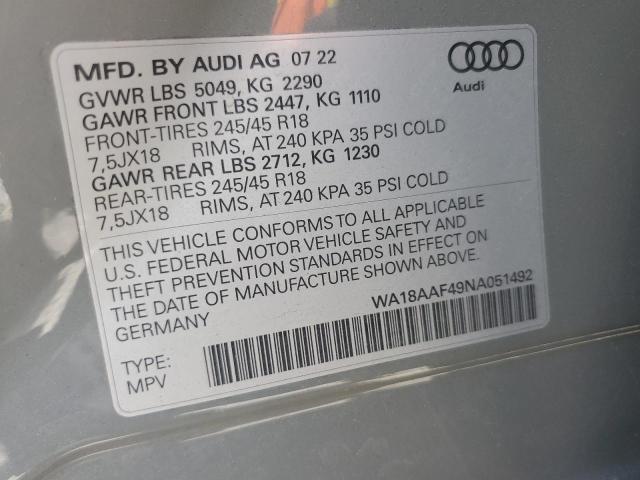 MFD. BY AUDI AG 07 22
GVWR LBS 5049, KG 2290
GAWR FRONT LBS 2447, KG 1110
FRONT-TIRES 245/45 R18
7,5JX18 RIMS, AT 240 KPA 35 PSI COLD
GAWR REAR LBS 2712, KG 1230
REAR-TIRES 245/45 R18
7,5JX18 RIMS, AT 240 KPA 35 PSI COLD
Audi
THIS VEHICLE CONFORMS TO ALL APPLICABLE
U.S. FEDERAL MOTOR VEHICLE SAFETY AND
THEFT PREVENTION STANDARDS IN EFFECT ON
THE DATE OF MANUFACTURE SHOWN ABOVE
GERMANY
WA18AAF49NA051492
TYPE:
MPV